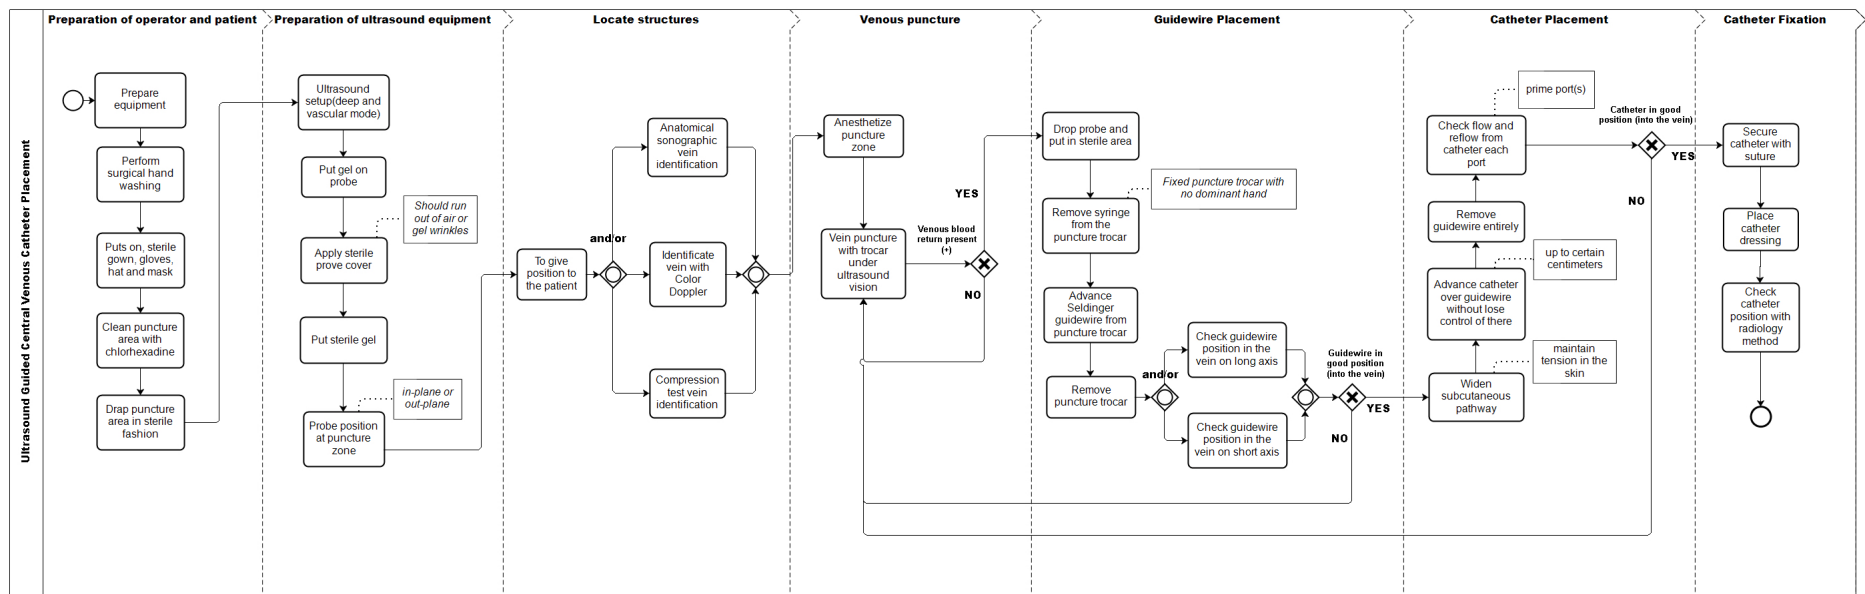 Ultrasound Guided Central Venous Catheter Placement
Preparation of operator and patient
Prepare
equipment
Perform
surgical hand
washing
Puts on, sterile
gown, gloves,
hat and mask
Clean puncture
area with
chlorhexadine
Drap puncture
area in sterile
fashion
Preparation of ultrasound equipment
Ultrasound
setup(deep and
vascular mode)
Put gel on
probe
Should run
out of air or
gel wrinkles
Apply sterile
prove cover
Put sterile gel
in-plane or
out-plane
Probe position
at puncture
zone
Locate structures
To give
position to
the patient
and/or
Anatomical
sonographic
vein
identification
Identificate
vein with
Color
Doppler
Compression
test vein
identification
Venous puncture
Anesthetize
puncture
zone
Vein puncture
with trocar
under
ultrasound
vision
Venous blood
return present
(+)
YES
NO
Guidewire Placement
Drop probe and
put in sterile area
Fixed puncture trocar with
no dominant hand
Remove syringe
from the
puncture trocar
Advance
Seldinger
guidewire from
puncture trocar
Remove
puncture trocar
and/or
Check guidewire
position in the
vein on long axis
Check guidewire
position in the
vein on short axis
Guidewire in
good position
(into the vein)
YES
NO
Catheter Placement
prime port(s)
Check flow and
reflow from
catheter each
port
Remove
guidewire entirely
up to certain
centimeters
Advance catheter
over guidewire
without lose
control of there
maintain
tension in the
skin
Widen
subcutaneous
pathway
Catheter in good
position (into the vein)
YES
NO
Catheter Fixation
Secure
catheter with
suture
Place
catheter
dressing
Check
catheter
position with
radiology
method